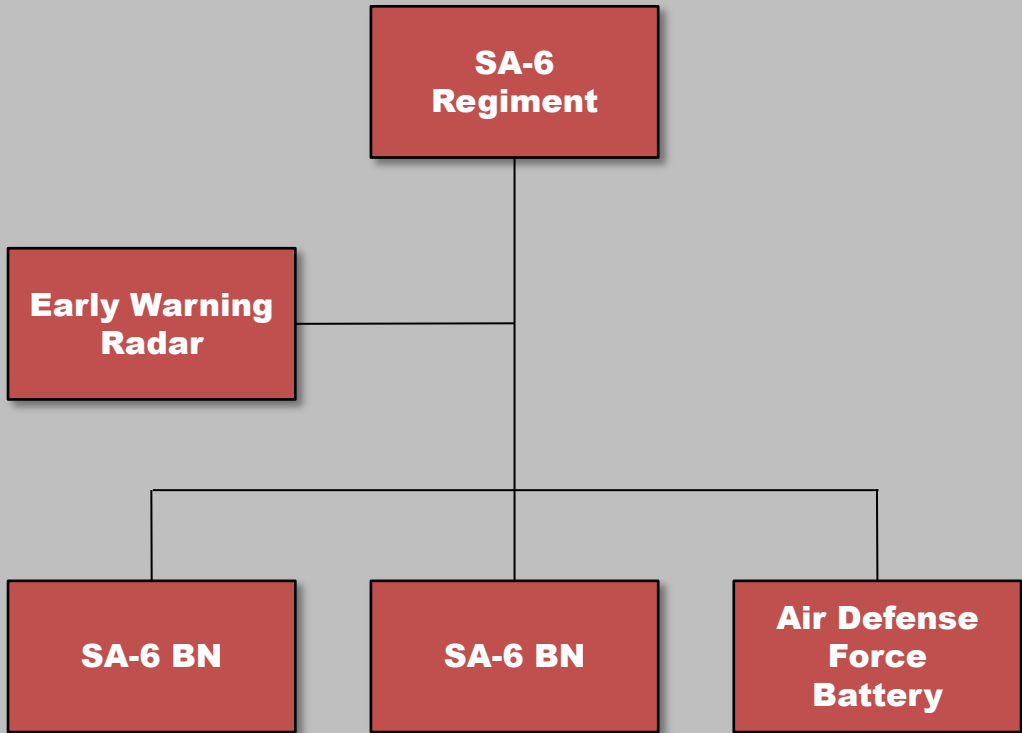 SA-6
Regiment
Early Warning
Radar
SA-6 BN
SA-6 BN
Air Defense
Force
Battery